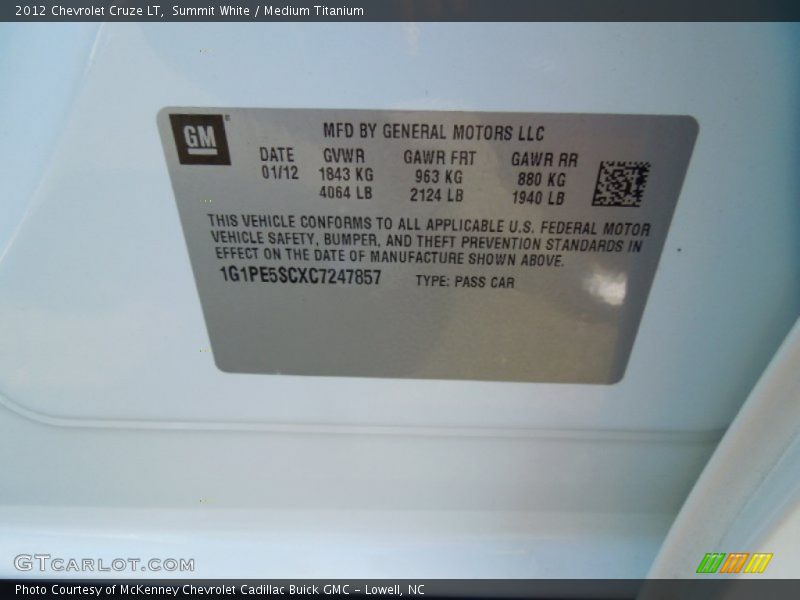 2012 Chevrolet Cruze LT,  Summit White / Medium Titanium
GM®
MFD BY GENERAL MOTORS LLC
DATE GVWR GAWR FRT GAWR RR
01/12 1843 KG 963 KG 880 KG
4064 LB 2124 LB 1940 LB
THIS VEHICLE CONFORMS TO ALL APPLICABLE U.S. FEDERAL MOTOR
VEHICLE SAFETY, BUMPER, AND THEFT PREVENTION STANDARDS IN
EFFECT ON THE DATE OF MANUFACTURE SHOWN ABOVE.
1G1PE5SCXC7247857 TYPE: PASS CAR
GTCARLOT.COM
Photo Courtesy of McKenney Chevrolet Cadillac Buick GMC - Lowell, NC